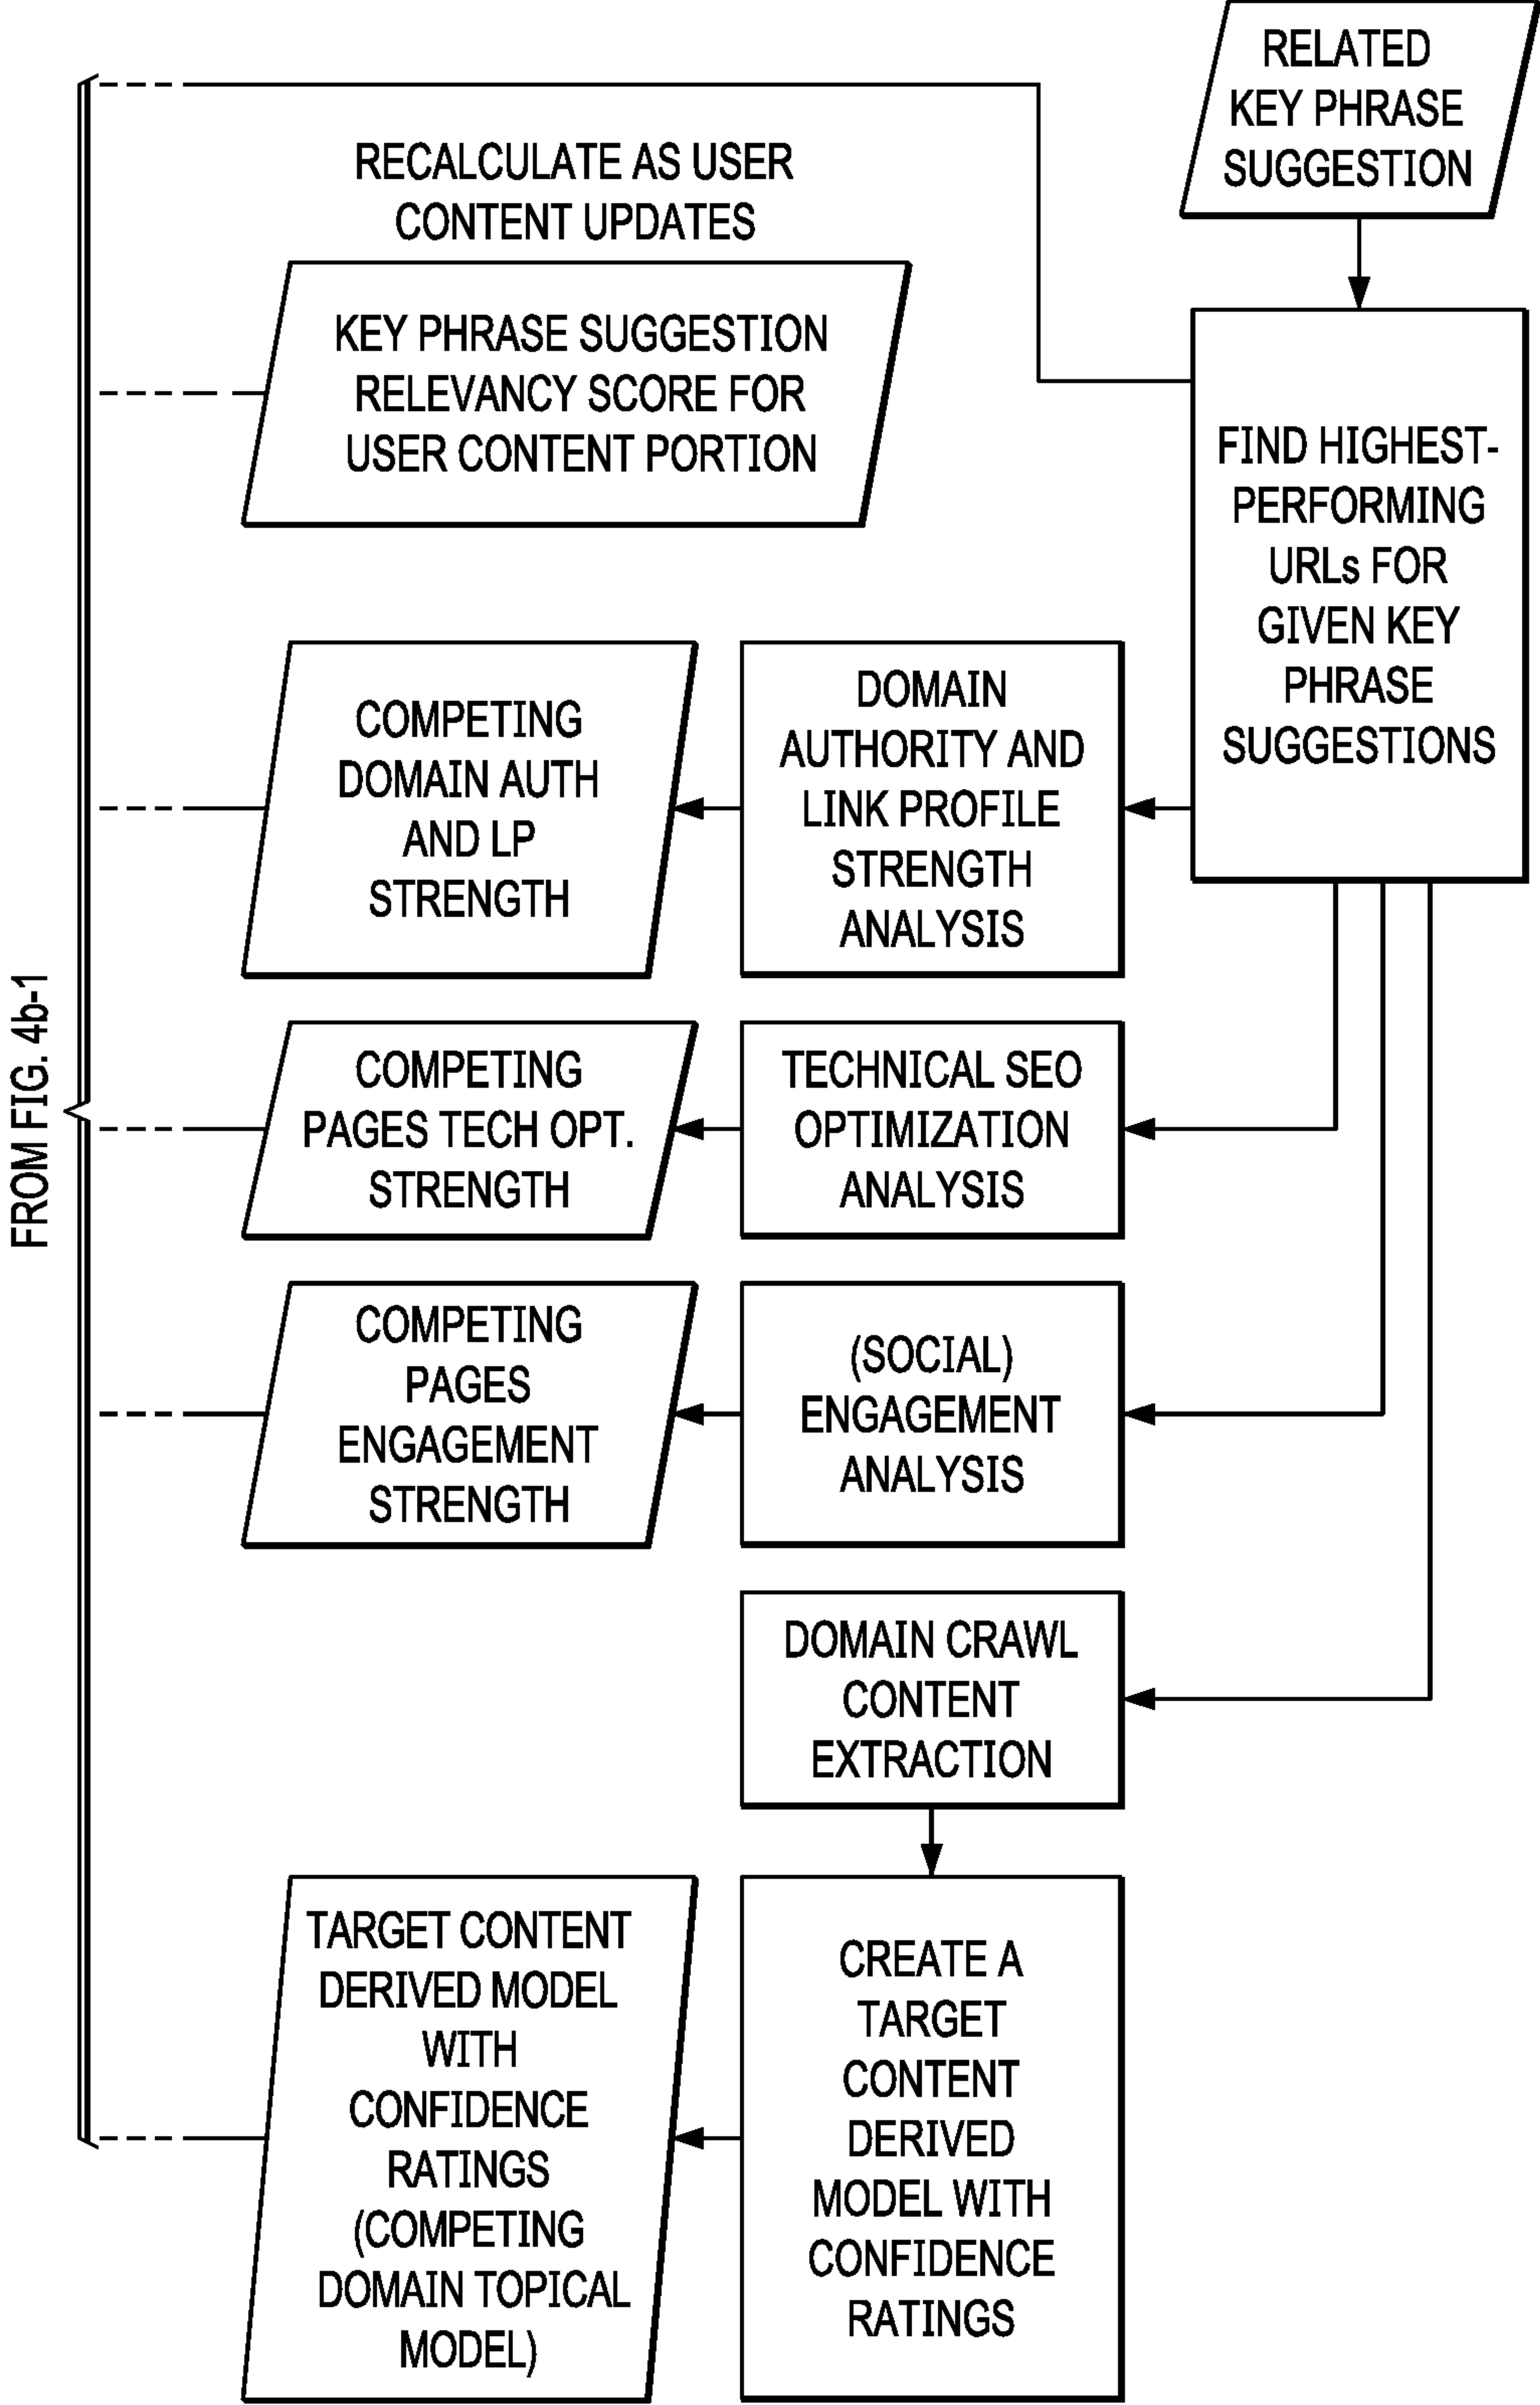 RELATED
KEY PHRASE
SUGGESTION
RECALCULATE AS USER
CONTENT UPDATES
KEY PHRASE SUGGESTION
RELEVANCY SCORE FOR
USER CONTENT PORTION
FIND HIGHEST-
PERFORMING
URLs FOR
GIVEN KEY
PHRASE
SUGGESTIONS
COMPETING
DOMAIN AUTH
AND LP
STRENGTH
DOMAIN
AUTHORITY AND
LINK PROFILE
STRENGTH
ANALYSIS
FROM FIG. 4b-1
COMPETING
PAGES TECH OPT.
STRENGTH
TECHNICAL SEO
OPTIMIZATION
ANALYSIS
COMPETING
PAGES
ENGAGEMENT
STRENGTH
(SOCIAL)
ENGAGEMENT
ANALYSIS
DOMAIN CRAWL
CONTENT
EXTRACTION
TARGET CONTENT
DERIVED MODEL
WITH
CONFIDENCE
RATINGS
(COMPETING
DOMAIN TOPICAL
MODEL)
CREATE A
TARGET
CONTENT
DERIVED
MODEL WITH
CONFIDENCE
RATINGS